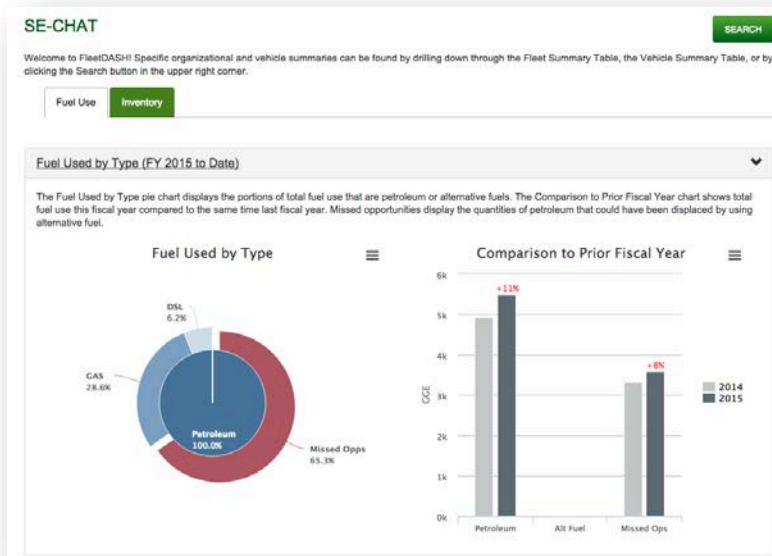 SE-CHAT
SEARCH
Welcome to FleetDASH! Specific organizational and vehicle summaries can be found by drilling down through the Fleet Summary Table, the Vehicle Summary Table, or by
clicking the Search button in the upper right corner.
Fuel Use
Inventory
Fuel Used by Type (FY 2015 to Date)
The Fuel Used by Type pie chart displays the portions of total fuel use that are petroleum or alternative fuels. The Comparison to Prior Fiscal Year chart shows total
fuel use this fiscal year compared to the same time last fiscal year. Missed opportunities display the quantities of petroleum that could have been displaced by using
alternative fuel.
Fuel Used by Type
DSL
6.2%
GAS
28.6%
Petroleum
100.0%
Missed Opps
65.3%
Comparison to Prior Fiscal Year
6k
5k
4k
3k
2k
1k
0k
GGE
+11%
+8%
Petroleum
Alt Fuel
Missed Ops
2014
2015